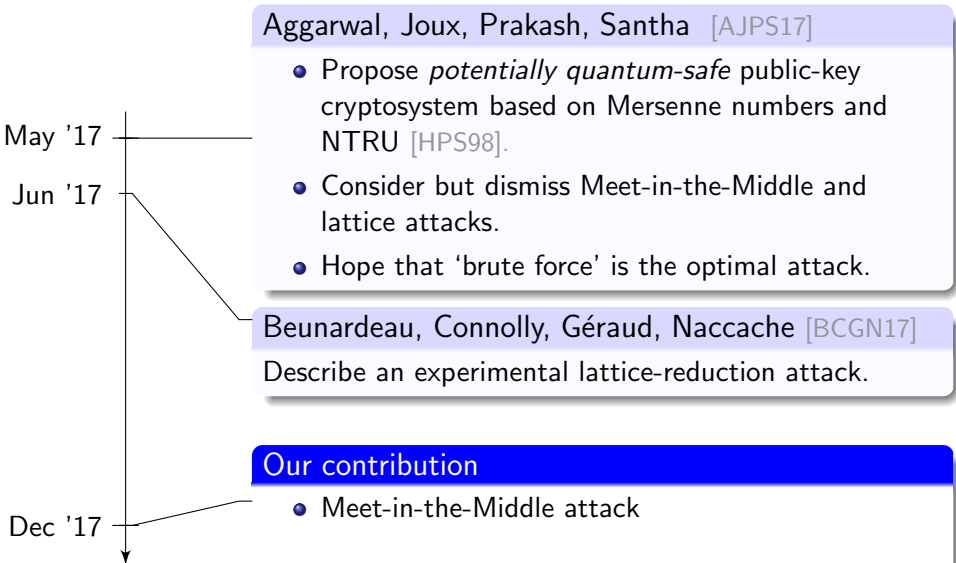 Aggarwal, Joux, Prakash, Santha [AJPS17]
• Propose potentially quantum-safe public-key
cryptosystem based on Mersenne numbers and
NTRU [HPS98].
• Consider but dismiss Meet-in-the-Middle and
lattice attacks.
• Hope that ‘brute force’ is the optimal attack.
May '17
Jun '17
Beunardeau, Connolly, Géraud, Naccache [BCGN17]
Describe an experimental lattice-reduction attack.
Our contribution
• Meet-in-the-Middle attack
Dec '17